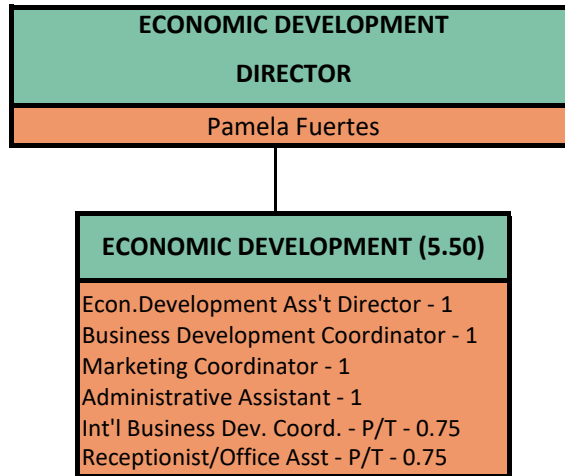 ECONOMIC DEVELOPMENT
DIRECTOR
Pamela Fuertes
ECONOMIC DEVELOPMENT (5.50)
Econ.Development Ass't Director - 1
Business Development Coordinator - 1
Marketing Coordinator - 1
Administrative Assistant - 1
Int'l Business Dev. Coord. - P/T - 0.75
Receptionist/Office Asst - P/T - 0.75